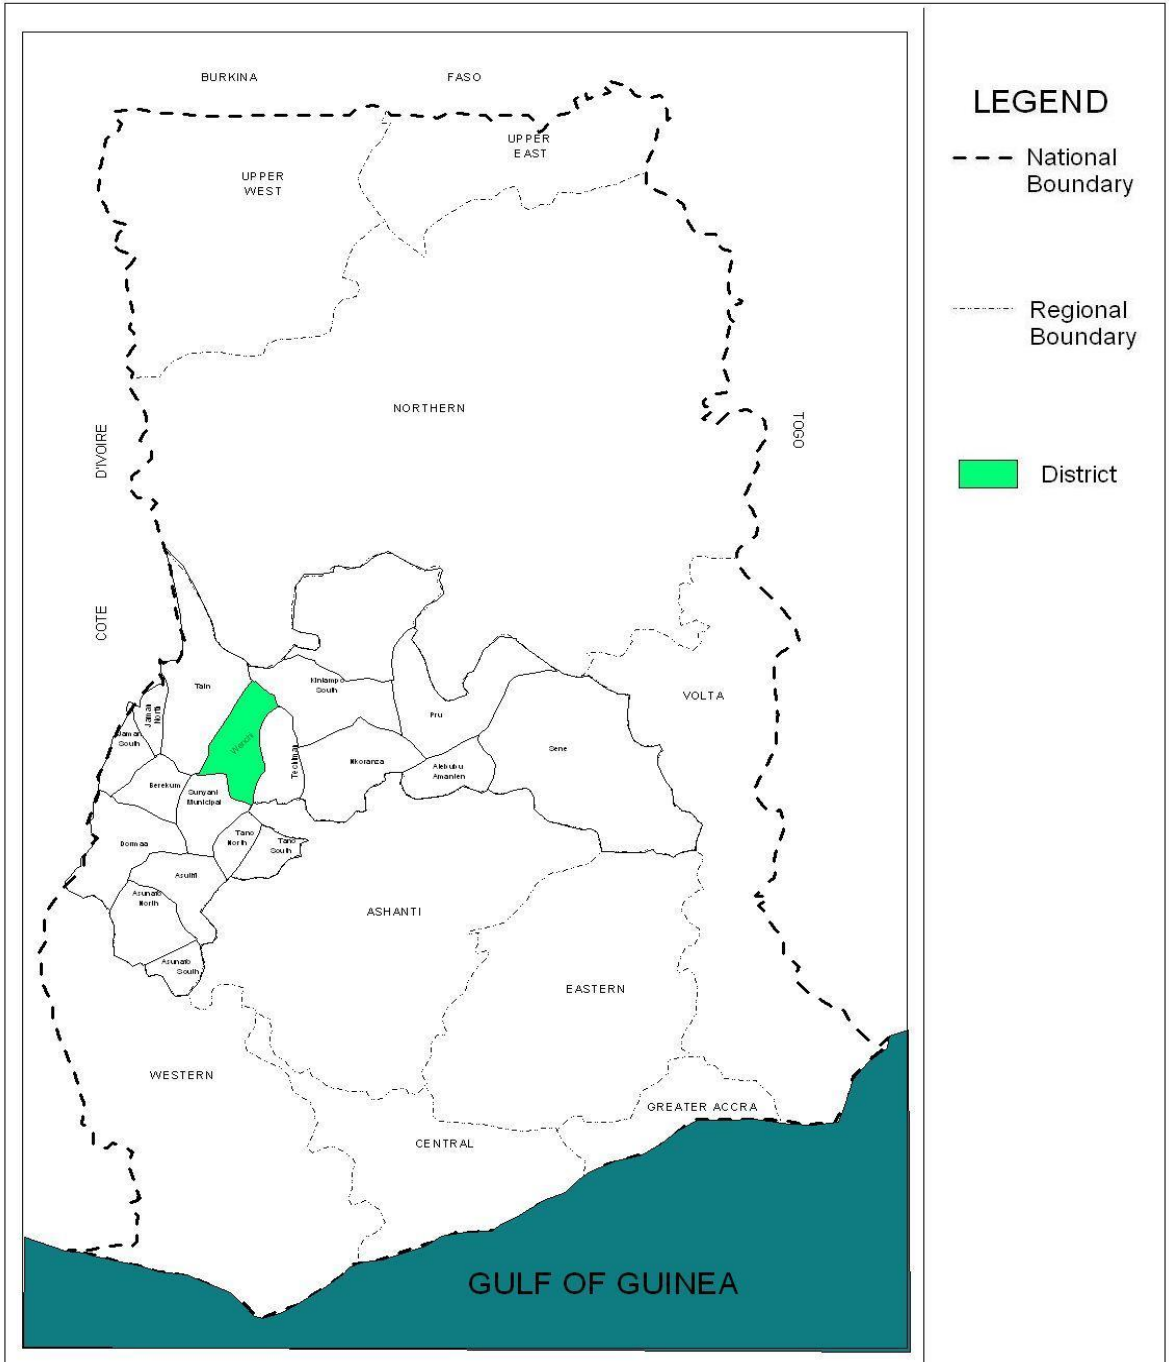 BURKINA FASO
UPPER
EAST
UPPER
WEST
NORTHERN
D'IVOIRE
TOGO
COTE
VOLTA
Tain
Kintampo
South
Jaman
North
Jaman
South
Wenchi
Techiman
Pru
Nkoranza
Atebubu
Amanten
Sene
Berekum
Sunyani
Municipal
Dormaa
Tano
North
Tano
South
Asutifi
Asunafo
North
Asunafo
South
ASHANTI
EASTERN
WESTERN
CENTRAL
GREATER ACCRA
GULF OF GUINEA
LEGEND
National
Boundary
Regional
Boundary
District